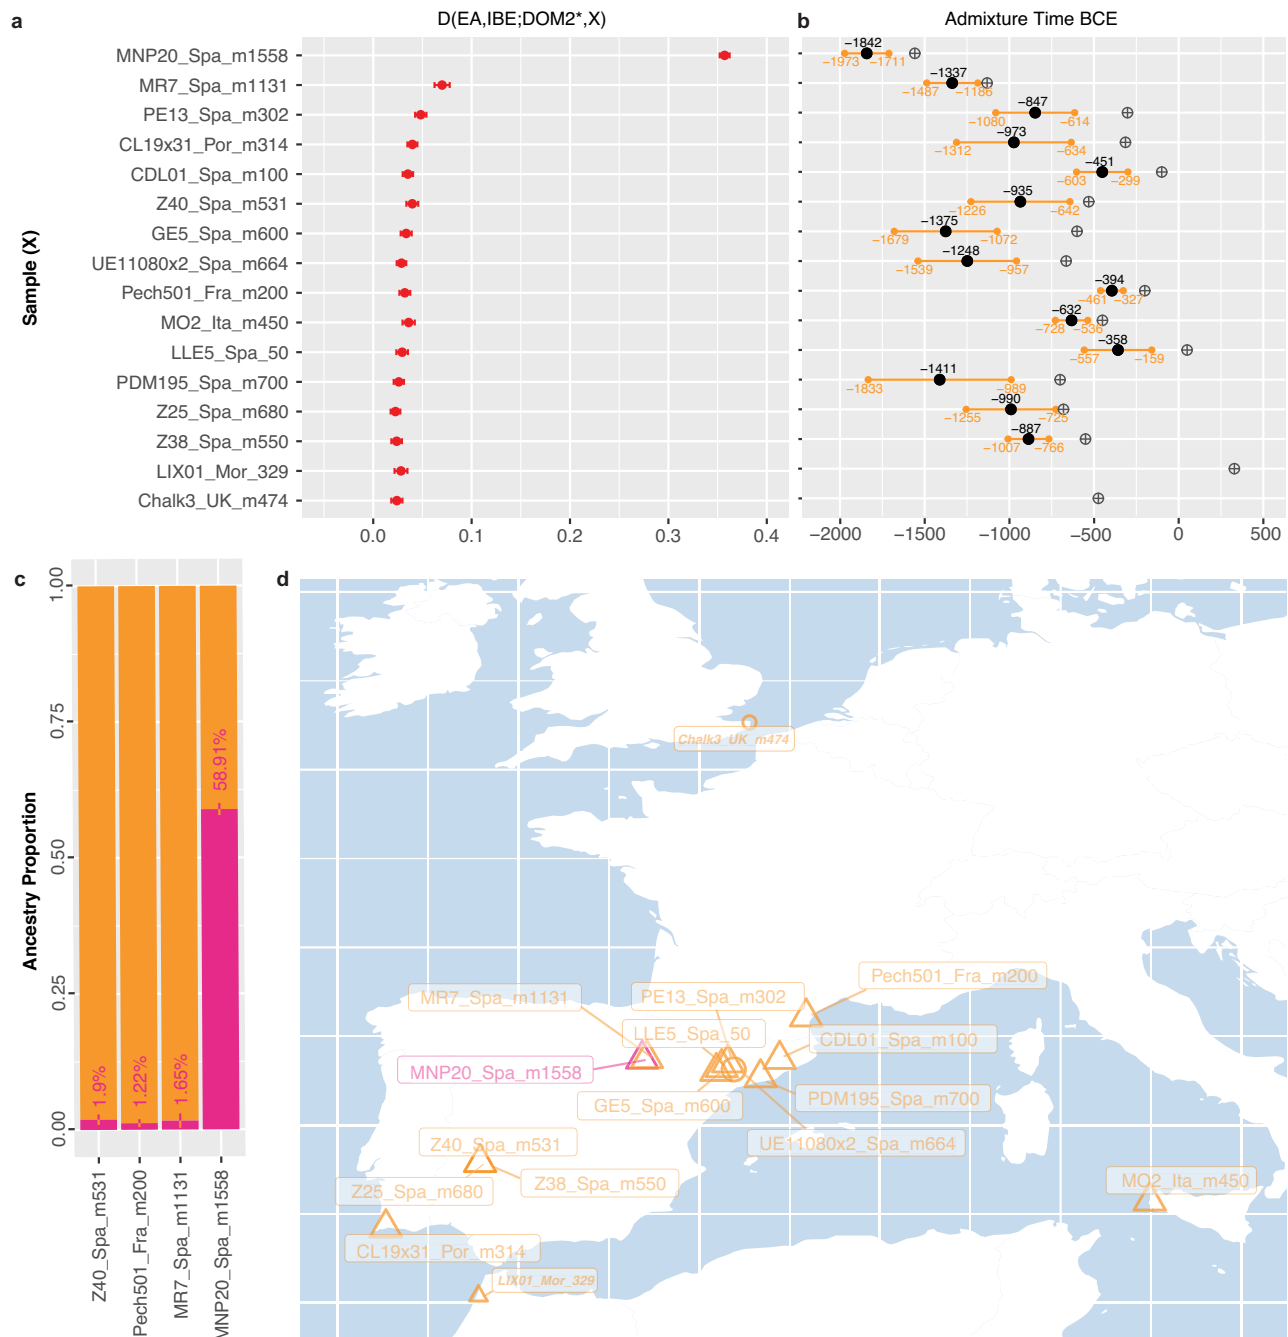 a
D(EA,IBE;DOM2*,X)
b
Admixture Time BCE
Sample (X)
MNP20_Spa_m1558
MR7_Spa_m1131
PE13_Spa_m302
CL19x31_Por_m314
CDL01_Spa_m100
Z40_Spa_m531
GE5_Spa_m600
UE11080x2_Spa_m664
Pech501_Fra_m200
MO2_Ita_m450
LLE5_Spa_50
PDM195_Spa_m700
Z25_Spa_m680
Z38_Spa_m550
LIX01_Mor_329
Chalk3_UK_m474
0.0 0.1 0.2 0.3 0.4
−1842
−1973 −1711
−1337
−1487 −1186
−847
−1080 −614
−973
−1312 −634
−451
−603 −299
−935
−1226 −642
−1375
−1679 −1072
−1248
−1539 −957
−394
−461 −327
−632
−728 −536
−358
−557 −159
−1411
−1833 −989
−990
−1255 −725
−887
−1007 −766
−2000 −1500 −1000 −500 0 500
c
Ancestry Proportion
1.00
0.75
0.50
0.25
0.00
1.9%
1.22%
1.65%
58.91%
Z40_Spa_m531
Pech501_Fra_m200
MR7_Spa_m1131
MNP20_Spa_m1558
d
Chalk3_UK_m474
Pech501_Fra_m200
MR7_Spa_m1131
PE13_Spa_m302
LLE5_Spa_50
CDL01_Spa_m100
MNP20_Spa_m1558
GE5_Spa_m600
PDM195_Spa_m700
Z40_Spa_m531
UE11080x2_Spa_m664
Z25_Spa_m680
Z38_Spa_m550
MO2_Ita_m450
CL19x31_Por_m314
LIX01_Mor_329